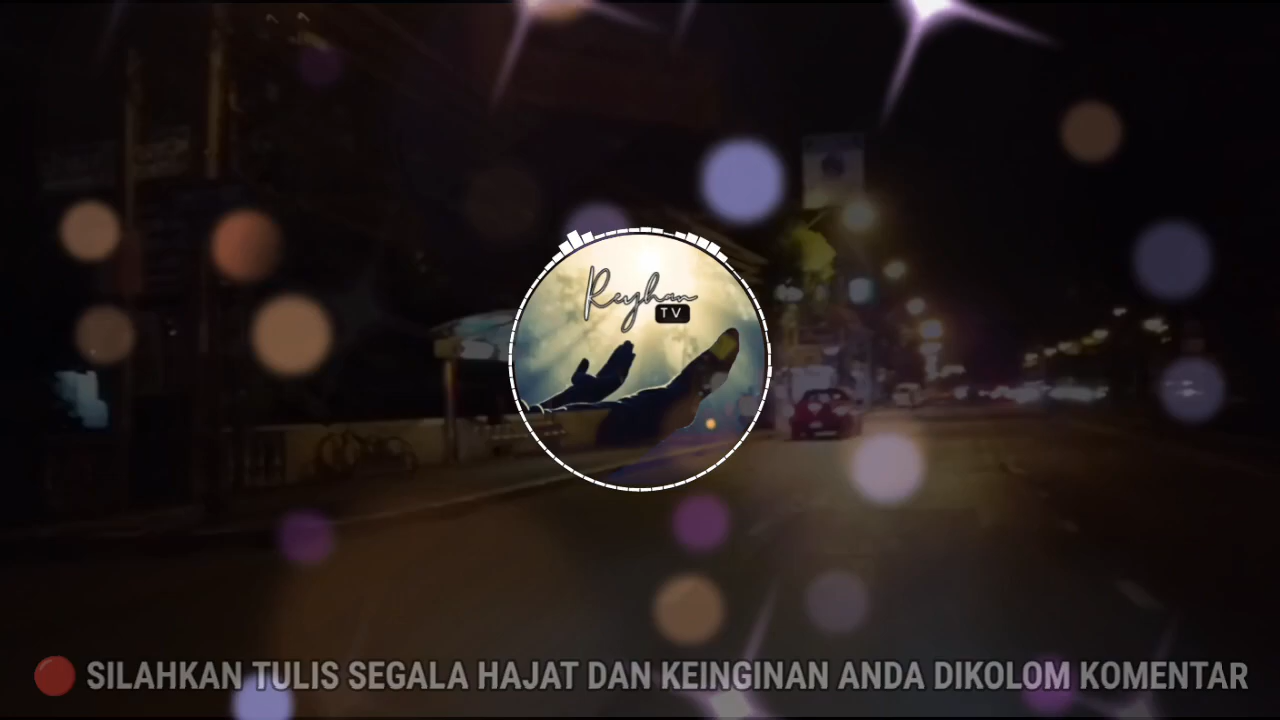 Reyhan
TV
SILAHKAN TULIS SEGALA HAJAT DAN KEINGINAN ANDA DIKOLOM KOMENTAR